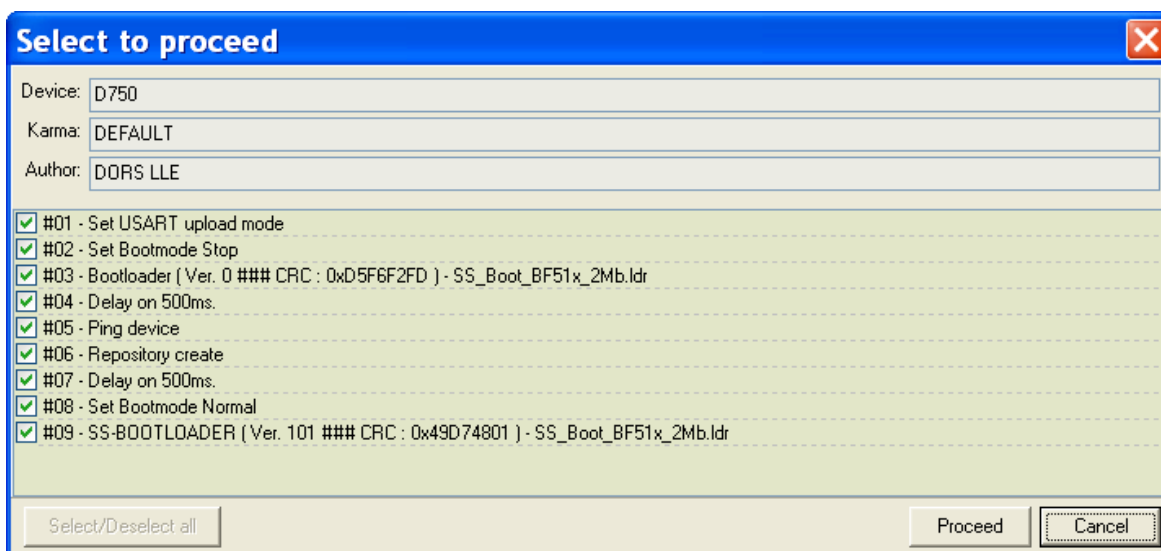 Select to proceed
Device: D750
Karma: DEFAULT
Author: DORS LLE
#01 - Set USART upload mode
#02 - Set Bootmode Stop
#03 - Bootloader ( Ver. 0 ### CRC : 0xD5F6F2FD ) - SS_Boot_BF51x_2Mb.ldr
#04 - Delay on 500ms.
#05 - Ping device
#06 - Repository create
#07 - Delay on 500ms.
#08 - Set Bootmode Normal
#09 - SS-BOOTLOADER ( Ver. 101 ### CRC : 0x49D74801 ) - SS_Boot_BF51x_2Mb.ldr
Select/Deselect all Proceed Cancel